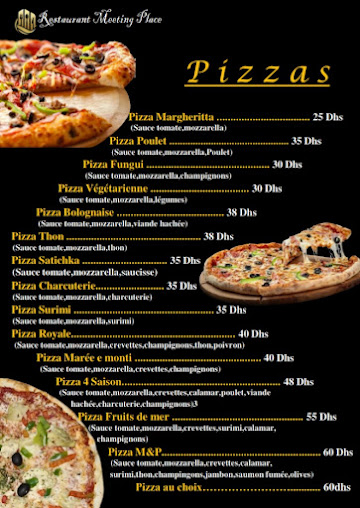 Restaurant Meeting Place
Pizzas
Pizza Margheritta ........................... 25 Dhs
(Sauce tomate,mozzarella)
Pizza Poulet ................................... 35 Dhs
(Sauce tomate,mozzarella,Poulet)
Pizza Fungui .................................... 30 Dhs
(Sauce tomate,mozzarella,champignons)
Pizza Végétarienne ............................. 30 Dhs
(Sauce tomate,mozzarella,légumes)
Pizza Bolognaise ............................... 38 Dhs
(Sauce tomate,mozzarella,viande hachée)
Pizza Thon ....................................... 38 Dhs
(Sauce tomate,mozzarella,thon)
Pizza Satichka ......................... 35 Dhs
(Sauce tomate,mozzarella,saucisse)
Pizza Charcuterie.................... 35 Dhs
(Sauce tomate,mozzarella,charcuterie)
Pizza Surimi ......................................... 35 Dhs
(Sauce tomate,mozzarella,surimi)
Pizza Royale................................................ 40 Dhs
(Sauce tomate,mozzarella,crevettes,champignons,thon,poivron)
Pizza Marée e monti ..................................... 40 Dhs
(Sauce tomate,mozzarella,crevettes,champignons)
Pizza 4 Saison............................................... 48 Dhs
(Sauce tomate,mozzarella,crevettes,calamar,poulet,viande
hachée,charcuterie,champignons)3
Pizza Fruits de mer ....................................... 55 Dhs
(Sauce tomate,mozzarella,crevettes,surimi,calamar,
champignons)
Pizza M&P............................................... 60 Dhs
(Sauce tomate,mozzarella,crevettes,calamar,
surimi,thon,champignons,jambon,saumon fumée,olives)
Pizza au choix................................... 60dhs